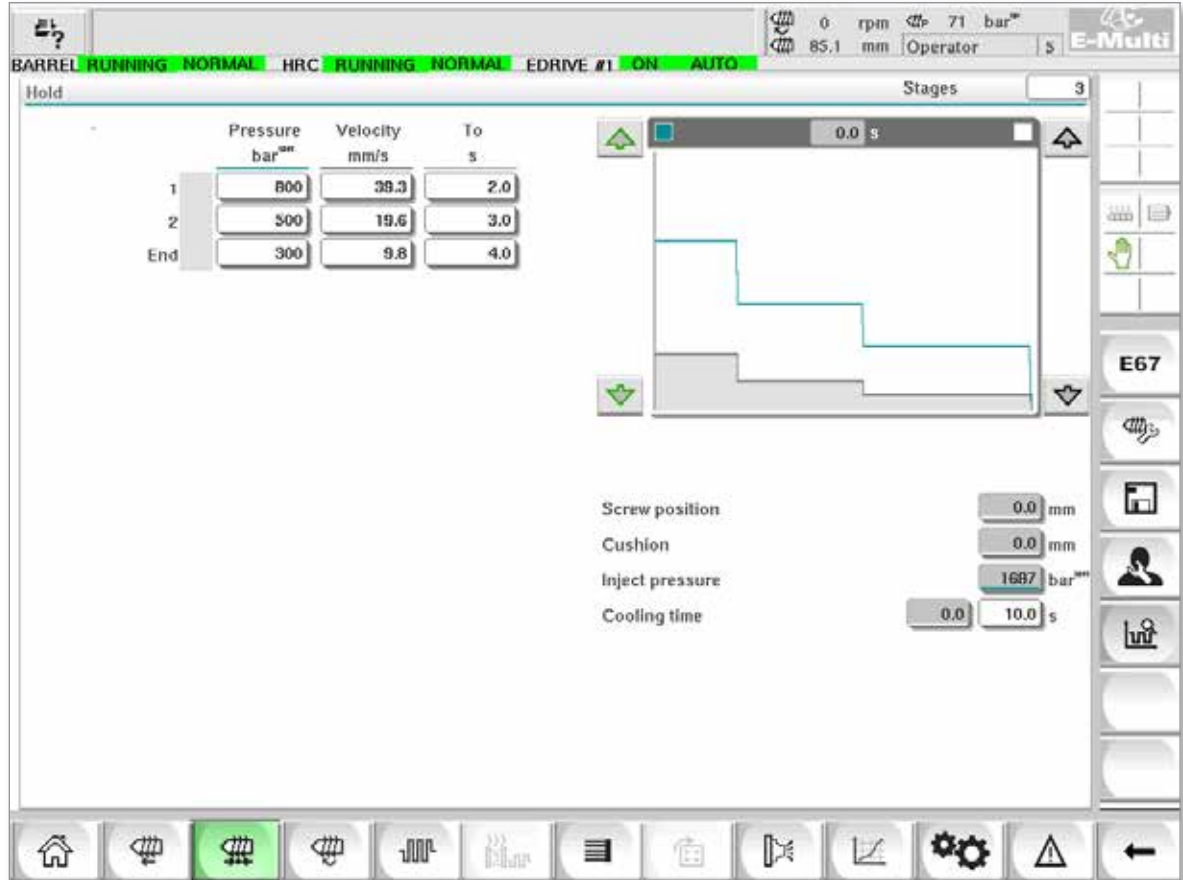 0 rpm 71 bar
85.1 mm Operator S
E-Multi
BARREL RUNNING NORMAL HRC RUNNING NORMAL EDRIVE #1 ON AUTO
Hold Stages 3
Pressure Velocity To
bar mm/s s
0.0 s
1 800 39.3 2.0
2 500 19.6 3.0
End 300 9.8 4.0
E67
Screw position 0.0 mm
Cushion 0.0 mm
Inject pressure 1687 bar
Cooling time 0.0 10.0 s